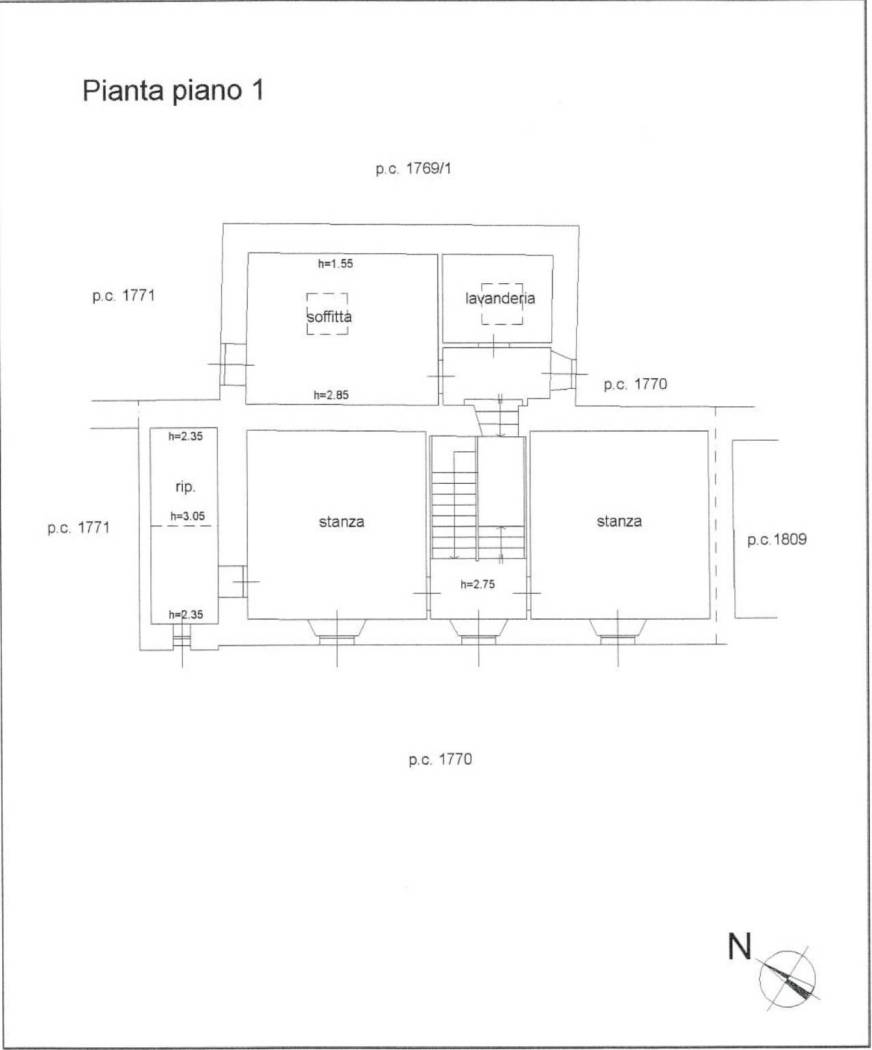 Pianta piano 1
p.c. 1769/1
h=1.55
p.c. 1771
lavanderia
soffitta
p.c. 1770
h=2.85
h=2.35
rip.
h=3.05
stanza
stanza
p.c. 1771
p.c.1809
h=2.75
h=2.35
p.c. 1770
N